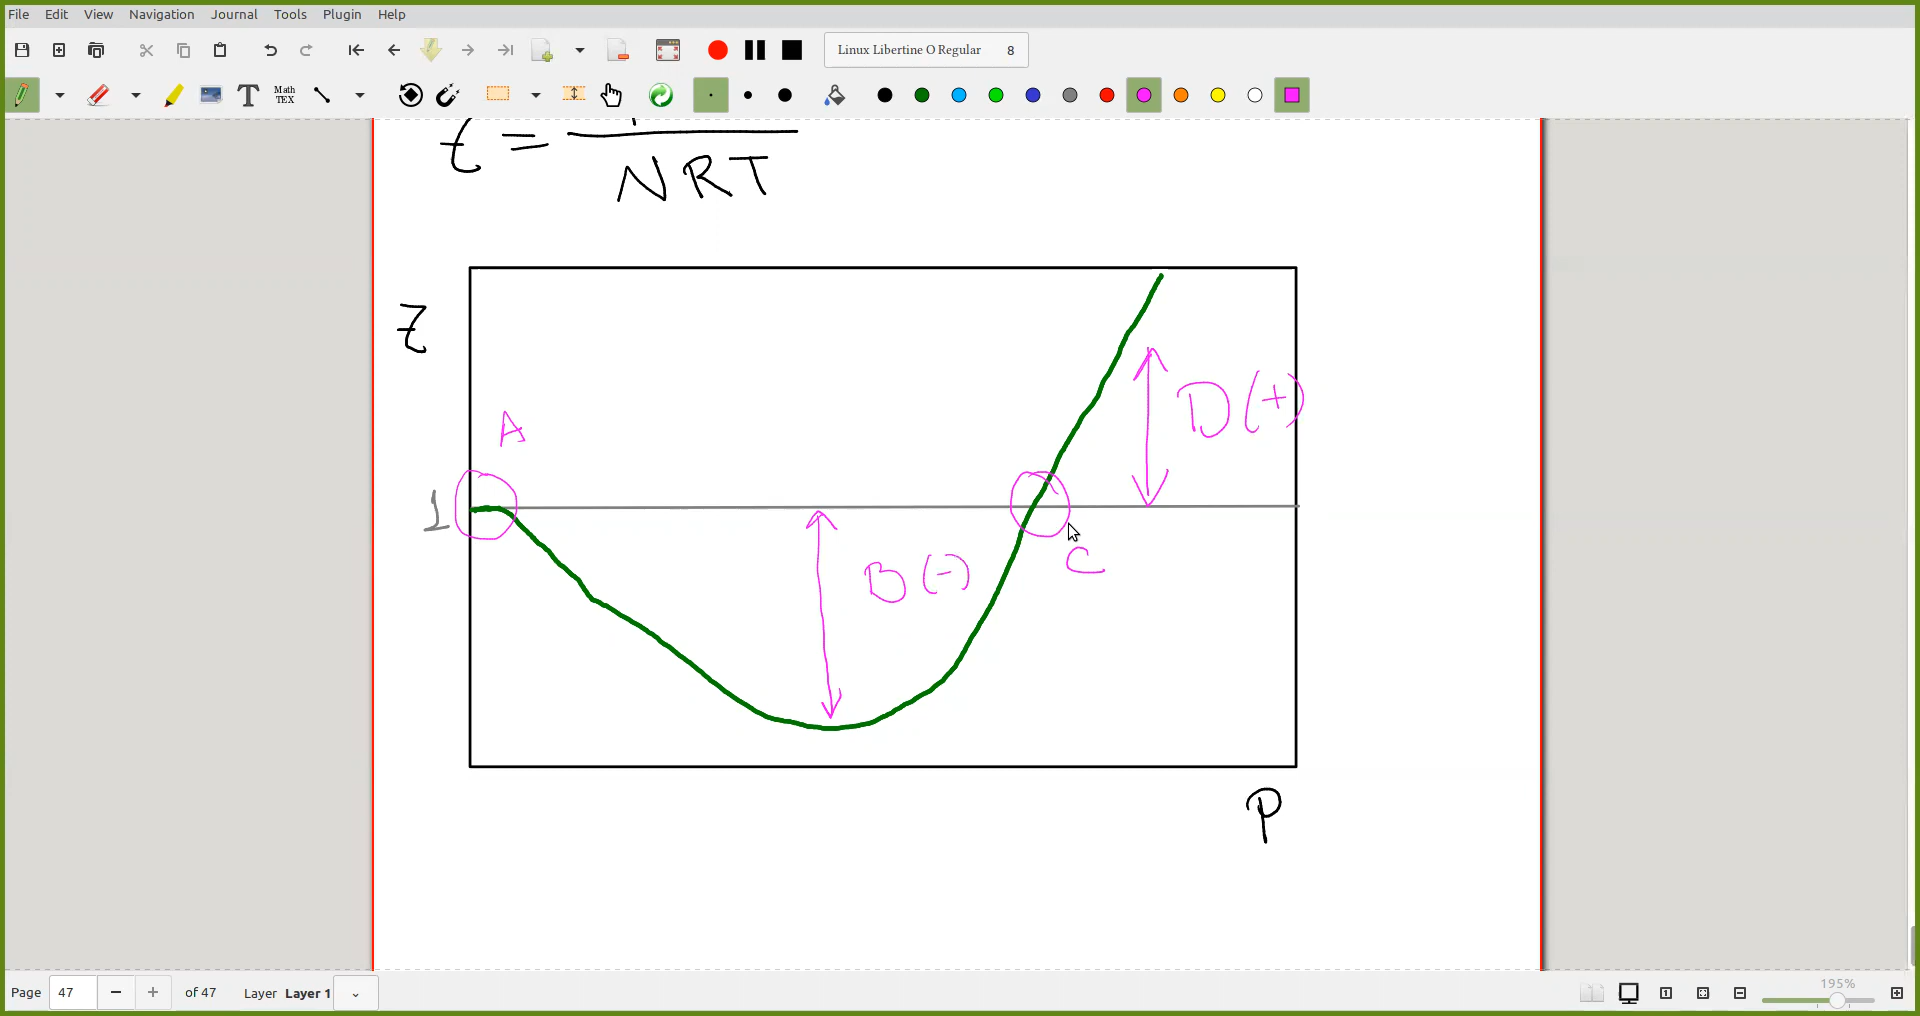 File Edit View Navigation Journal Tools Plugin Help
Linux Libertine O Regular 8
Math
TEX
Z =
NRT
Z
A
D (+)
1
B (-)
C
P
Page 47 of 47 Layer Layer 1
195%